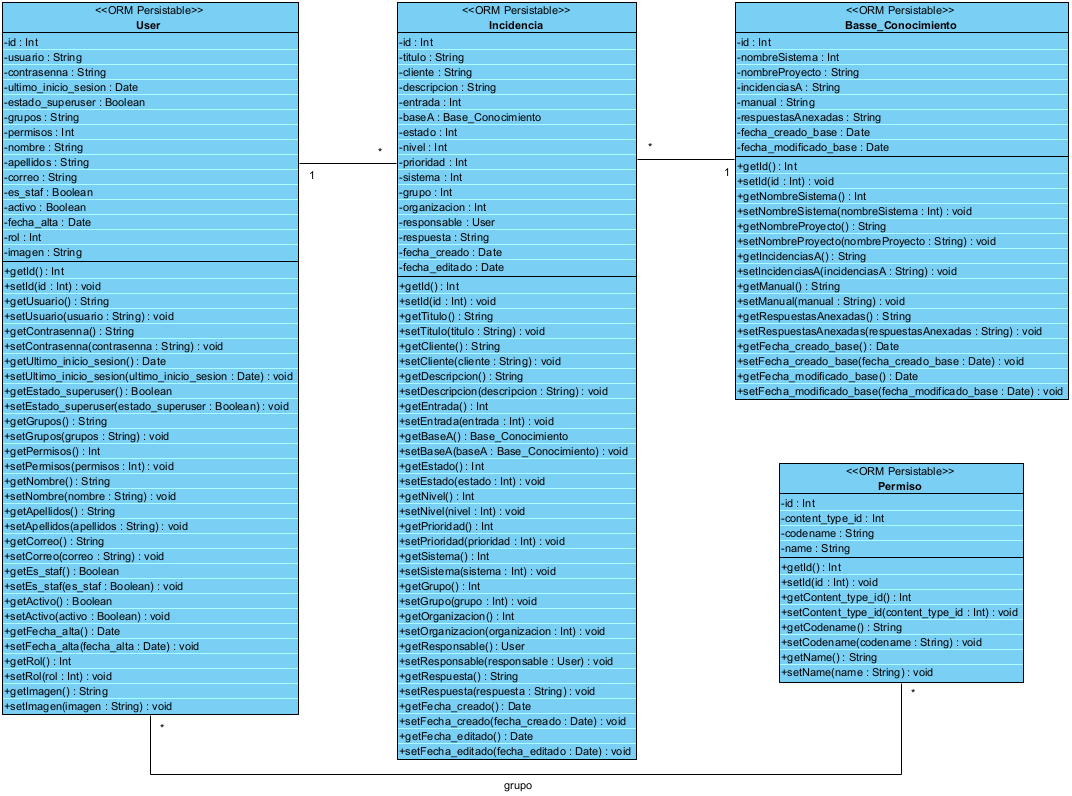 <<ORM Persistable>>
User
-id : Int
-usuario : String
-contrasenna : String
-ultimo_inicio_sesion : Date
-estado_superuser : Boolean
-grupos : String
-permisos : Int
-nombre : String
-apellidos : String
-correo : String
-es_staf : Boolean
-activo : Boolean
-fecha_alta : Date
-rol : Int
-imagen : String
+getId() : Int
+setId(id : Int) : void
+getUsuario() : String
+setUsuario(usuario : String) : void
+getContrasenna() : String
+setContrasenna(contrasenna : String) : void
+getUltimo_inicio_sesion() : Date
+setUltimo_inicio_sesion(ultimo_inicio_sesion : Date) : void
+getEstado_superuser() : Boolean
+setEstado_superuser(estado_superuser : Boolean) : void
+getGrupos() : String
+setGrupos(grupos : String) : void
+getPermisos() : Int
+setPermisos(permisos : Int) : void
+getNombre() : String
+setNombre(nombre : String) : void
+getApellidos() : String
+setApellidos(apellidos : String) : void
+getCorreo() : String
+setCorreo(correo : String) : void
+getEs_staf() : Boolean
+setEs_staf(es_staf : Boolean) : void
+getActivo() : Boolean
+setActivo(activo : Boolean) : void
+getFecha_alta() : Date
+setFecha_alta(fecha_alta : Date) : void
+getRol() : Int
+setRol(rol : Int) : void
+getImagen() : String
+setImagen(imagen : String) : void
*
1
<<ORM Persistable>>
Incidencia
-id : Int
-titulo : String
-cliente : String
-descripcion : String
-entrada : Int
-baseA : Base_Conocimiento
-estado : Int
-nivel : Int
-prioridad : Int
-sistema : Int
-grupo : Int
-organizacion : Int
-responsable : User
-respuesta : String
-fecha_creado : Date
-fecha_editado : Date
+getId() : Int
+setId(id : Int) : void
+getTitulo() : String
+setTitulo(titulo : String) : void
+getCliente() : String
+setCliente(cliente : String) : void
+getDescripcion() : String
+setDescripcion(descripcion : String) : void
+getEntrada() : Int
+setEntrada(entrada : Int) : void
+getBaseA() : Base_Conocimiento
+setBaseA(baseA : Base_Conocimiento) : void
+getEstado() : Int
+setEstado(estado : Int) : void
+getNivel() : Int
+setNivel(nivel : Int) : void
+getPrioridad() : Int
+setPrioridad(prioridad : Int) : void
+getSistema() : Int
+setSistema(sistema : Int) : void
+getGrupo() : Int
+setGrupo(grupo : Int) : void
+getOrganizacion() : Int
+setOrganizacion(organizacion : Int) : void
+getResponsable() : User
+setResponsable(responsable : User) : void
+getRespuesta() : String
+setRespuesta(respuesta : String) : void
+getFecha_creado() : Date
+setFecha_creado(fecha_creado : Date) : void
+getFecha_editado() : Date
+setFecha_editado(fecha_editado : Date) : void
*
1
<<ORM Persistable>>
Basse_Conocimiento
-id : Int
-nombreSistema : Int
-nombreProyecto : String
-incidenciasA : String
-manual : String
-respuestasAnexadas : String
-fecha_creado_base : Date
-fecha_modificado_base : Date
+getId() : Int
+setId(id : Int) : void
+getNombreSistema() : Int
+setNombreSistema(nombreSistema : Int) : void
+getNombreProyecto() : String
+setNombreProyecto(nombreProyecto : String) : void
+getIncidenciasA() : String
+setIncidenciasA(incidenciasA : String) : void
+getManual() : String
+setManual(manual : String) : void
+getRespuestasAnexadas() : String
+setRespuestasAnexadas(respuestasAnexadas : String) : void
+getFecha_creado_base() : Date
+setFecha_creado_base(fecha_creado_base : Date) : void
+getFecha_modificado_base() : Date
+setFecha_modificado_base(fecha_modificado_base : Date) : void
<<ORM Persistable>>
Permiso
-id : Int
-content_type_id : Int
-codename : String
-name : String
+getId() : Int
+setId(id : Int) : void
+getContent_type_id() : Int
+setContent_type_id(content_type_id : Int) : void
+getCodename() : String
+setCodename(codename : String) : void
+getName() : String
+setName(name : String) : void
*
*
grupo